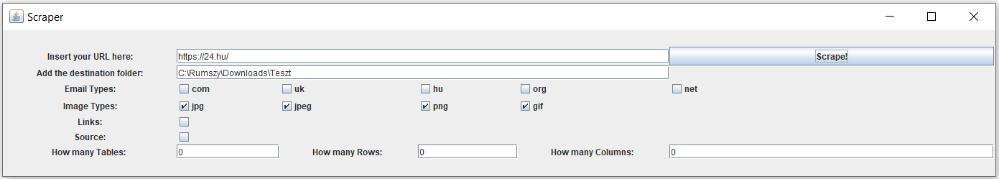 Scraper
Insert your URL here: https://24.hu/ Scrape!
Add the destination folder: C:\Rumszy\Downloads\Teszt
Email Types: com uk hu org net
Image Types: jpg jpeg png gif
Links:
Source:
How many Tables: 0 How many Rows: 0 How many Columns: 0